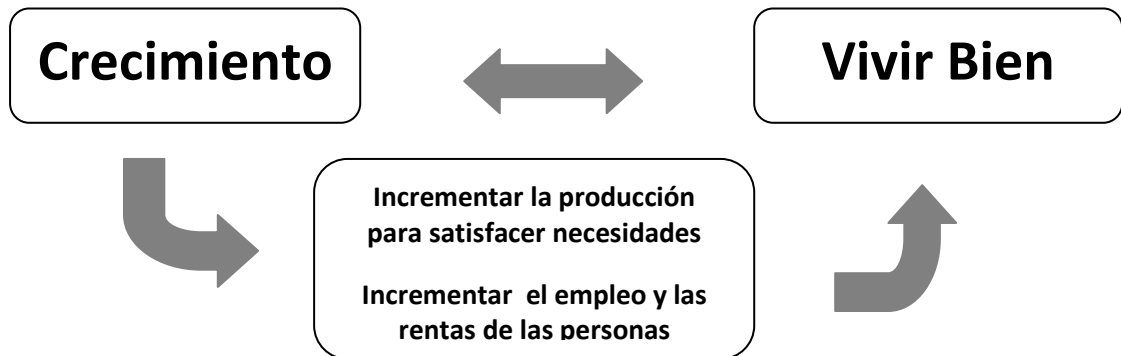 Crecimiento
Vivir Bien
Incrementar la producción
para satisfacer necesidades
Incrementar el empleo y las
rentas de las personas